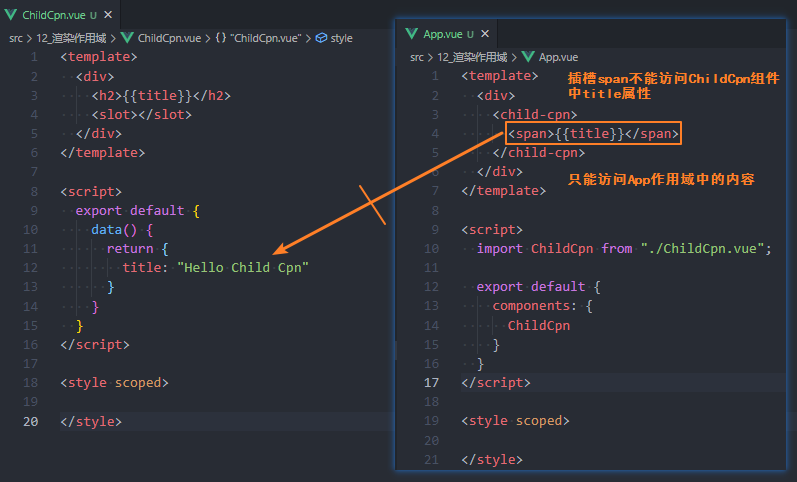 ChildCpn.vue U ×
src > 12_渲染作用域 > ChildCpn.vue > {} "ChildCpn.vue" > style
1 <template>
2 <div>
3 <h2>{{title}}</h2>
4 <slot></slot>
5 </div>
6 </template>
7
8 <script>
9 export default {
10 data() {
11 return {
12 title: "Hello Child Cpn"
13 }
14 }
15 }
16 </script>
17
18 <style scoped>
19
20 </style>
App.vue U ×
src > 12_渲染作用域 > App.vue
1 <template>
2 <div>
3 <child-cpn>
4 <span>{{title}}</span>
5 </child-cpn>
6 </div>
7 </template>
8
9 <script>
10 import ChildCpn from "./ChildCpn.vue";
11
12 export default {
13 components: {
14 ChildCpn
15 }
16 }
17 </script>
18
19 <style scoped>
20
21 </style>
插槽span不能访问ChildCpn组件
中title属性
只能访问App作用域中的内容